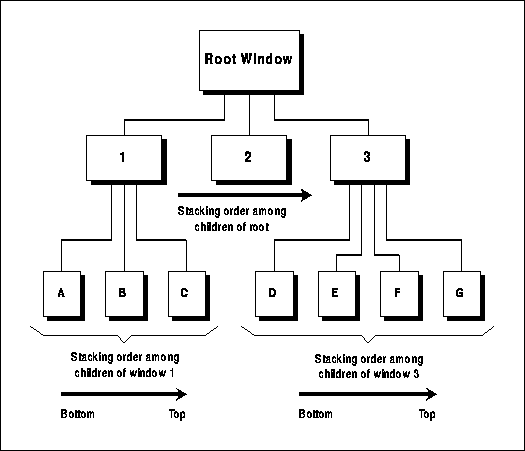 Root Window
1
2
3
Stacking order among
children of root
A
B
C
D
E
F
G
Stacking order among
children of window 1
Bottom
Top
Stacking order among
children of window 3
Bottom
Top